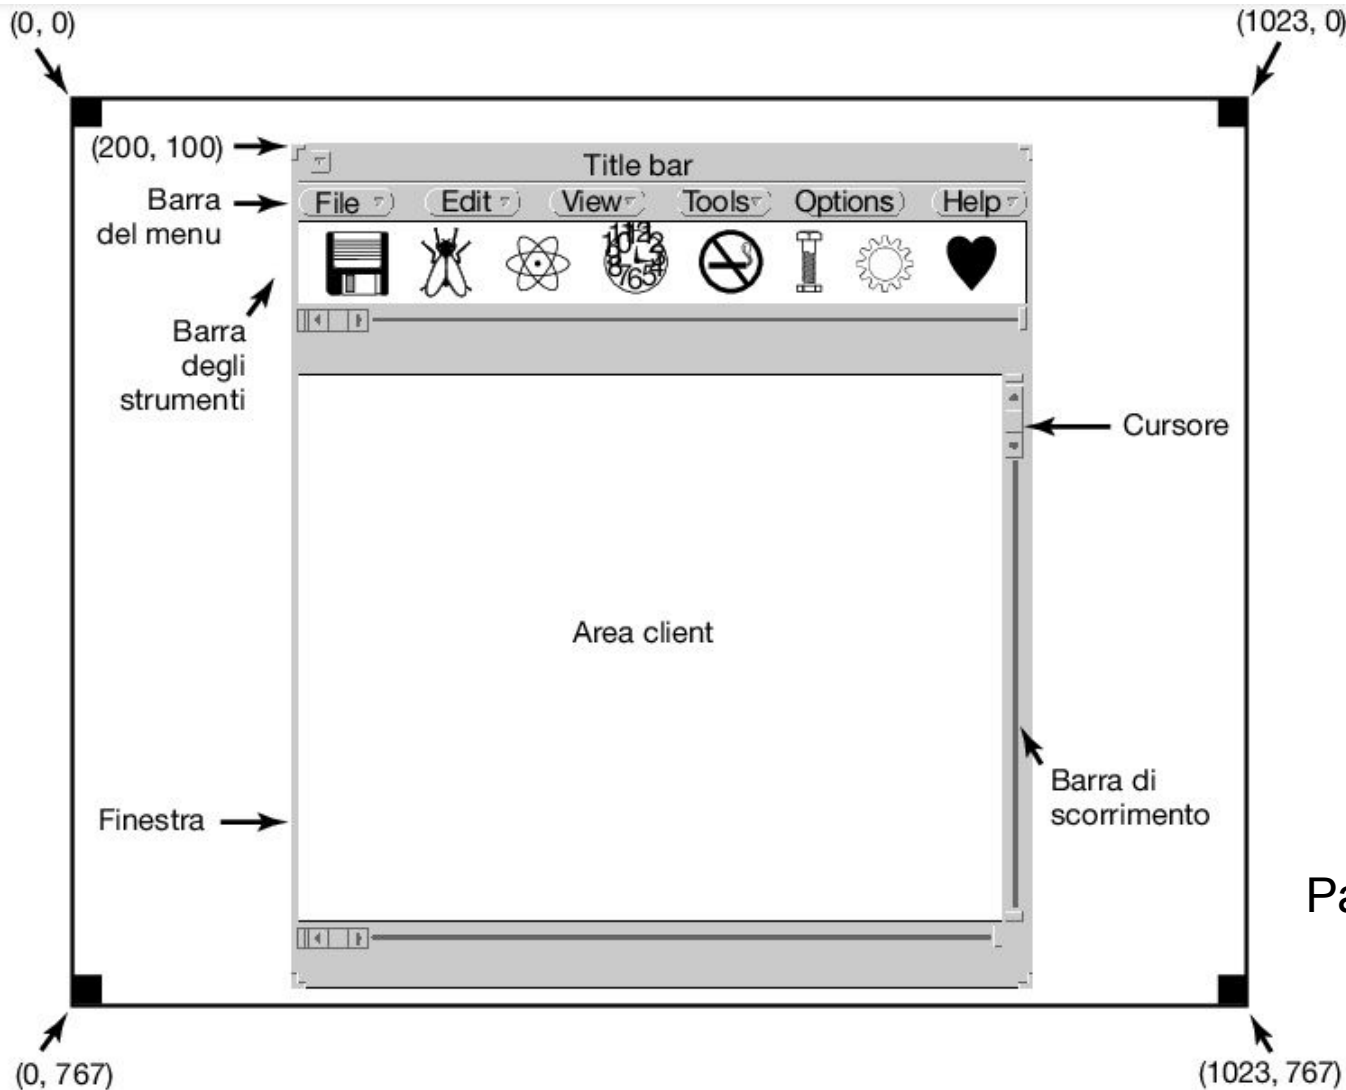 (0, 0)
(1023, 0)
(200, 100)
Title bar
Barra
del menu
File
Edit
View
Tools
Options
Help
Barra
degli
strumenti
Cursore
Area client
Finestra
Barra di
scorrimento
(0, 767)
(1023, 767)